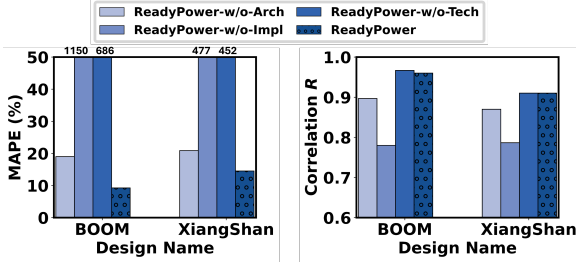 ReadyPower-w/o-Arch
ReadyPower-w/o-Tech
ReadyPower-w/o-Impl
ReadyPower
1150 686
477 452
50
40
30
20
10
0
MAPE (%)
BOOM
XiangShan
Design Name
1.0
0.9
0.8
0.7
0.6
Correlation R
BOOM
XiangShan
Design Name